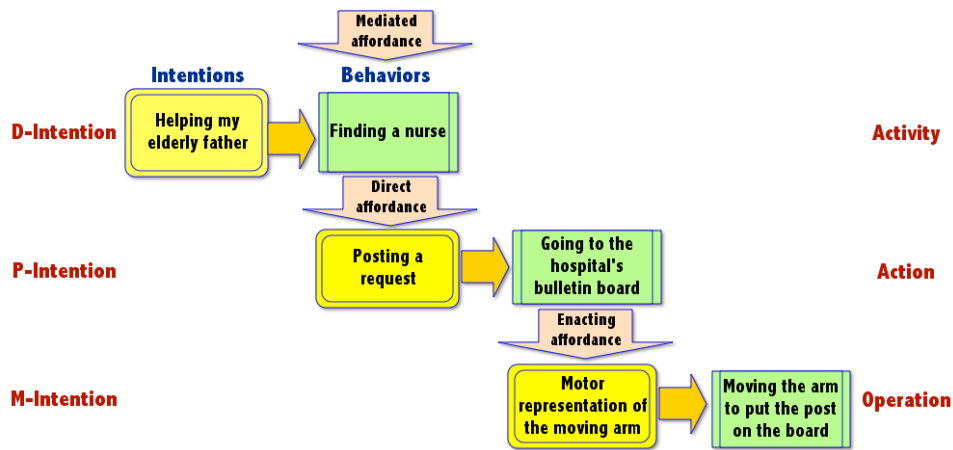 Mediated
affordance
Intentions
Behaviors
D-Intention
Helping my
elderly father
Finding a nurse
Activity
Direct
affordance
P-Intention
Posting a
request
Going to the
hospital's
bulletin board
Action
Enacting
affordance
M-Intention
Motor
representation of
the moving arm
Moving the arm
to put the post
on the board
Operation